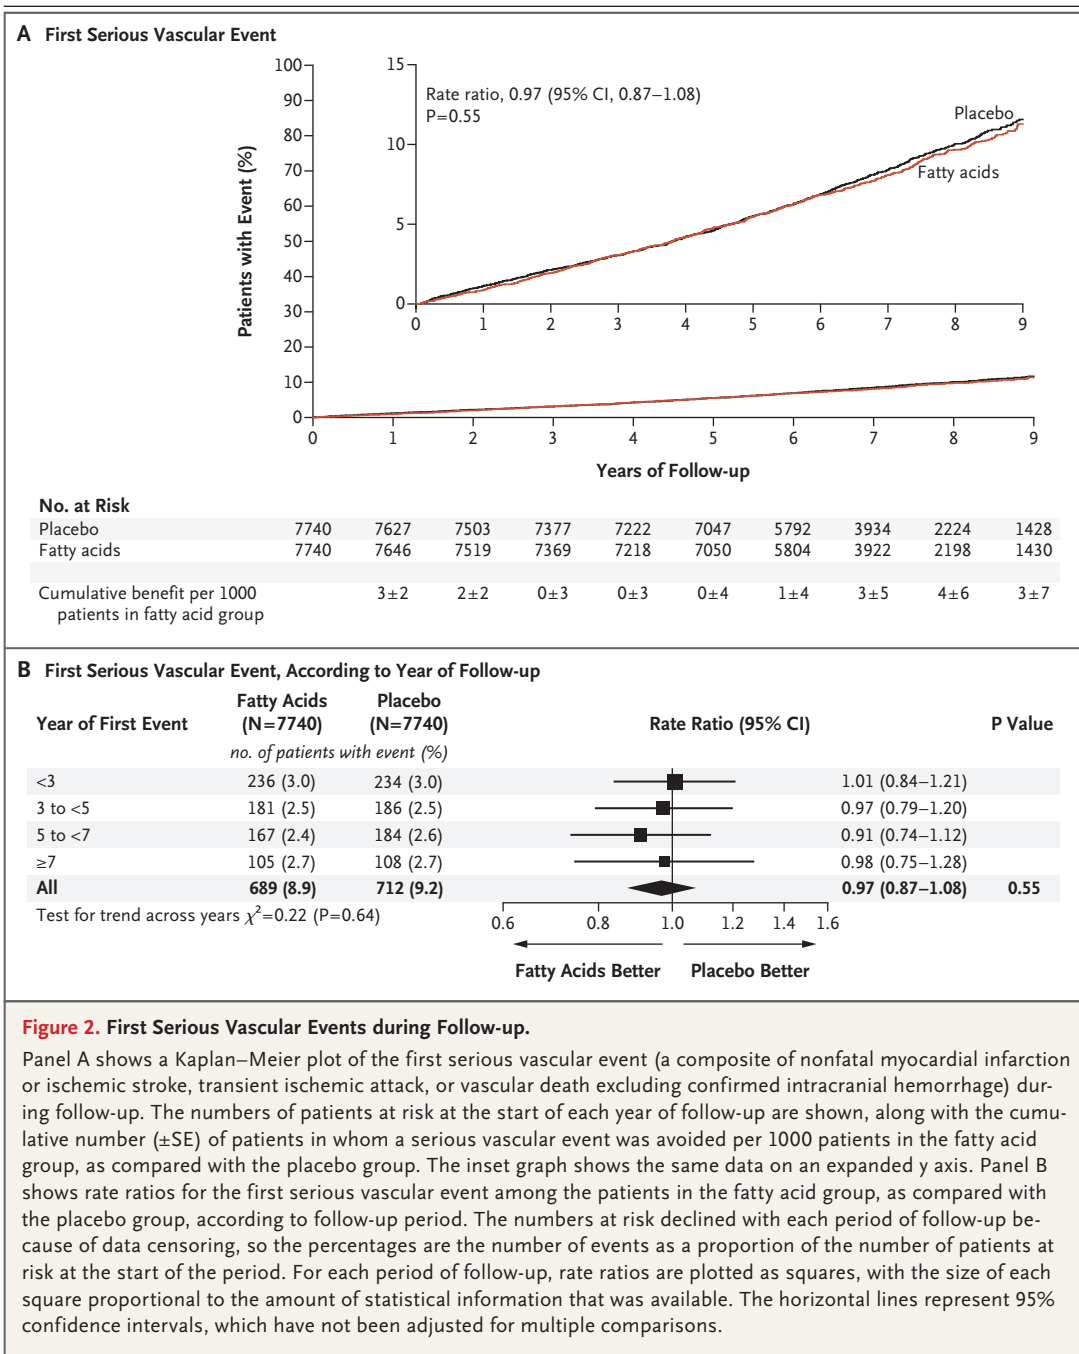 A First Serious Vascular Event
Patients with Event (%)
100
90
80
70
60
50
40
30
20
10
0
0 1 2 3 4 5 6 7 8 9
15
10
5
0
0 1 2 3 4 5 6 7 8 9
Rate ratio, 0.97 (95% CI, 0.87–1.08)
P=0.55
Placebo
Fatty acids
Years of Follow-up
No. at Risk
Placebo 7740 7627 7503 7377 7222 7047 5792 3934 2224 1428
Fatty acids 7740 7646 7519 7369 7218 7050 5804 3922 2198 1430
Cumulative benefit per 1000 3±2 2±2 0±3 0±3 0±4 1±4 3±5 4±6 3±7
patients in fatty acid group
B First Serious Vascular Event, According to Year of Follow-up
Year of First Event Fatty Acids (N=7740) Placebo (N=7740) Rate Ratio (95% CI) P Value
no. of patients with event (%)
<3 236 (3.0) 234 (3.0) 1.01 (0.84–1.21)
3 to <5 181 (2.5) 186 (2.5) 0.97 (0.79–1.20)
5 to <7 167 (2.4) 184 (2.6) 0.91 (0.74–1.12)
≥7 105 (2.7) 108 (2.7) 0.98 (0.75–1.28)
All 689 (8.9) 712 (9.2) 0.97 (0.87–1.08) 0.55
Test for trend across years χ²=0.22 (P=0.64)
0.6 0.8 1.0 1.2 1.4 1.6
Fatty Acids Better Placebo Better
Figure 2. First Serious Vascular Events during Follow-up.
Panel A shows a Kaplan–Meier plot of the first serious vascular event (a composite of nonfatal myocardial infarction
or ischemic stroke, transient ischemic attack, or vascular death excluding confirmed intracranial hemorrhage) dur-
ing follow-up. The numbers of patients at risk at the start of each year of follow-up are shown, along with the cumu-
lative number (±SE) of patients in whom a serious vascular event was avoided per 1000 patients in the fatty acid
group, as compared with the placebo group. The inset graph shows the same data on an expanded y axis. Panel B
shows rate ratios for the first serious vascular event among the patients in the fatty acid group, as compared with
the placebo group, according to follow-up period. The numbers at risk declined with each period of follow-up be-
cause of data censoring, so the percentages are the number of events as a proportion of the number of patients at
risk at the start of the period. For each period of follow-up, rate ratios are plotted as squares, with the size of each
square proportional to the amount of statistical information that was available. The horizontal lines represent 95%
confidence intervals, which have not been adjusted for multiple comparisons.